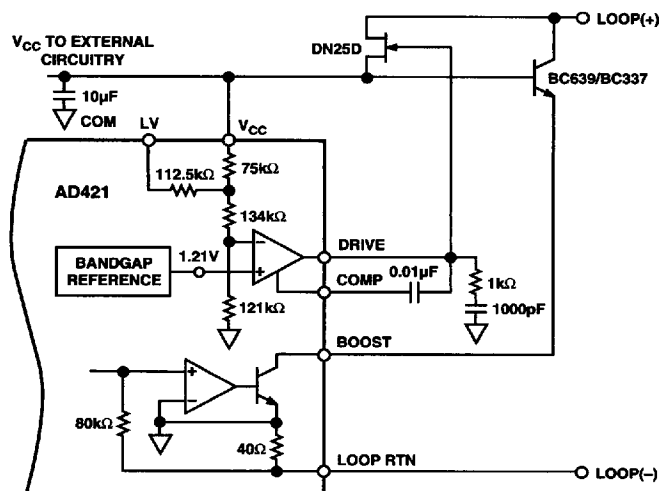 LOOP(+)
DN25D
V_CC TO EXTERNAL
CIRCUITRY
BC639/BC337
10µF
COM
LV
V_CC
112.5kΩ
75kΩ
AD421
134kΩ
DRIVE
1.21V
BANDGAP
REFERENCE
−
+
COMP
0.01µF
1kΩ
1000pF
121kΩ
BOOST
+
−
80kΩ
40Ω
LOOP RTN
LOOP(−)